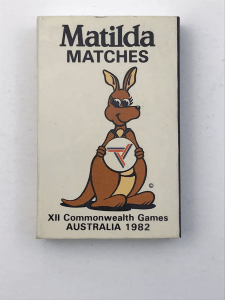 Matilda
MATCHES
©
XII Commonwealth Games
AUSTRALIA 1982